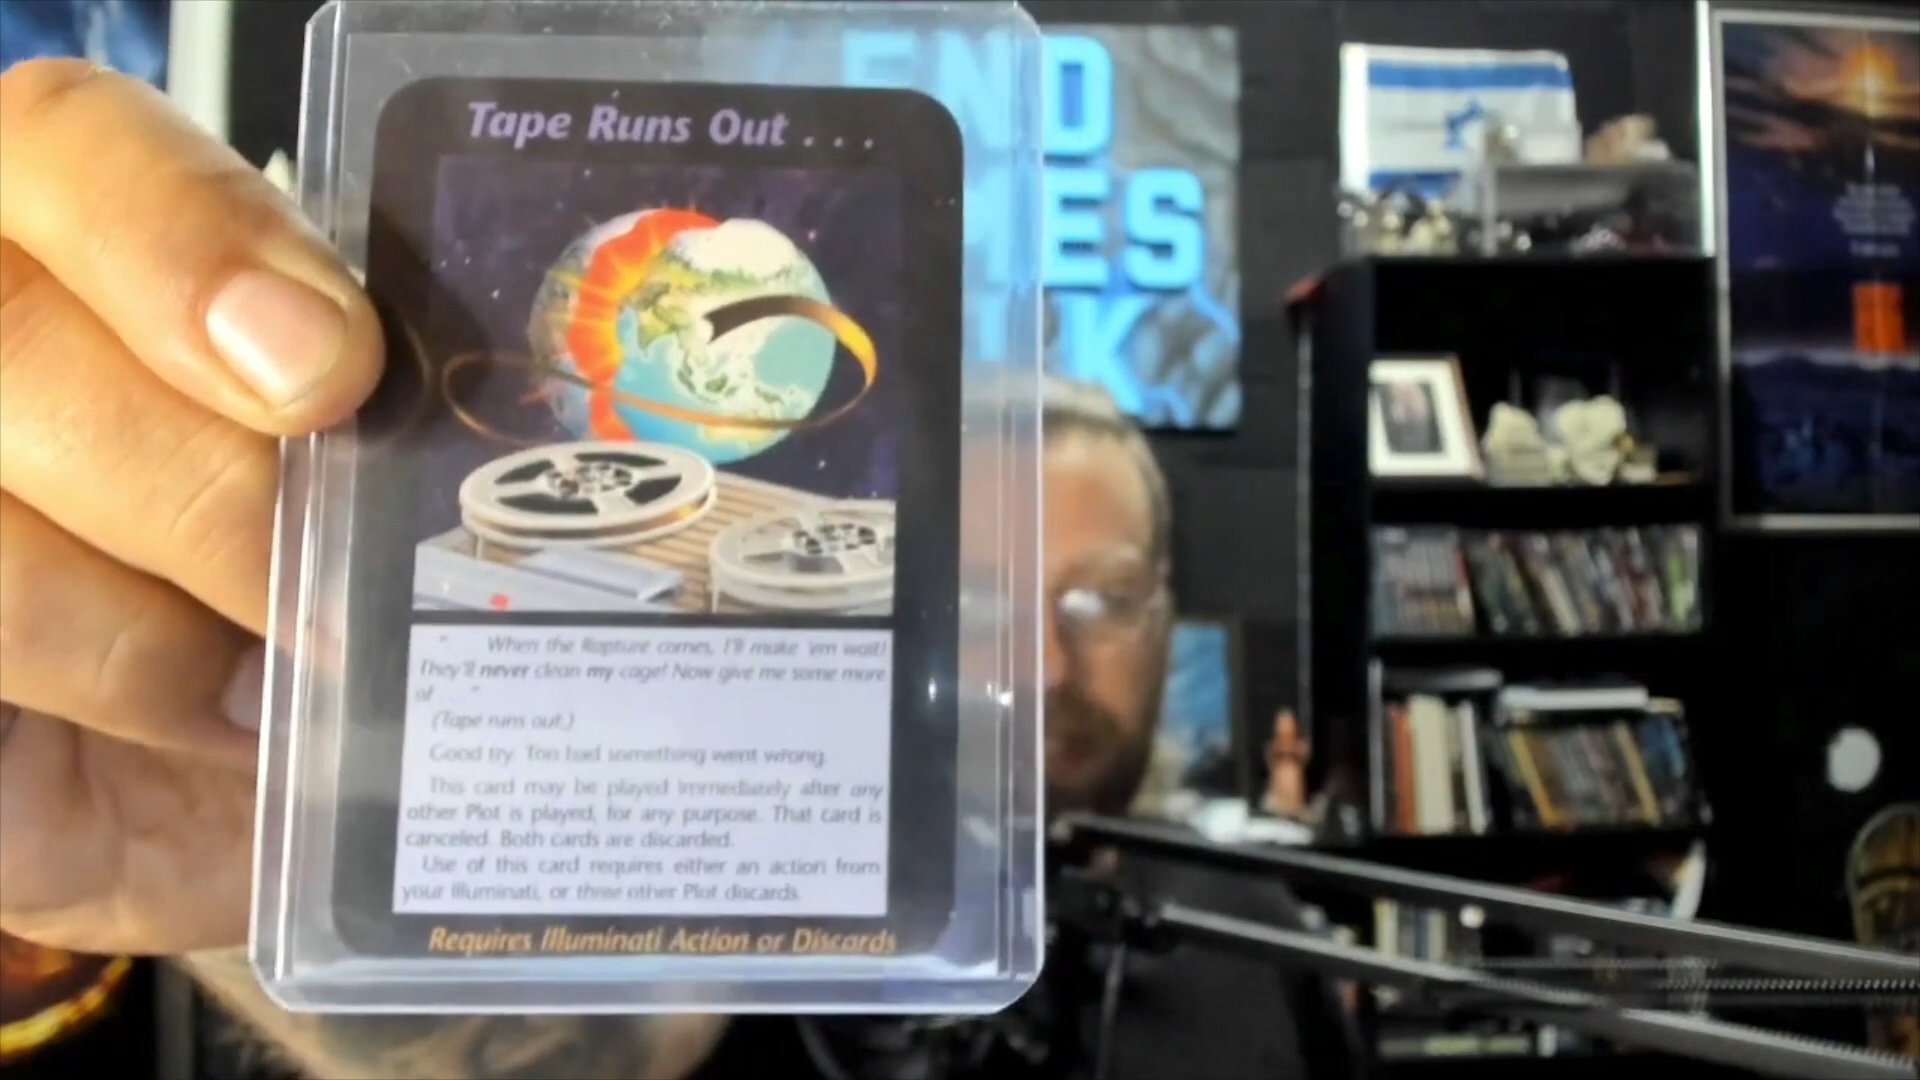 Tape Runs Out . . .
" When the Rapture comes, I'll make 'em wait!
They'll never clean my cage! Now give me some more
of . . . "
(Tape runs out.)
Good try. Too bad something went wrong.
This card may be played immediately after any
other Plot is played, for any purpose. That card is
canceled. Both cards are discarded.
Use of this card requires either an action from
your Illuminati, or three other Plot discards.
Requires Illuminati Action or Discards
END
MES
LK